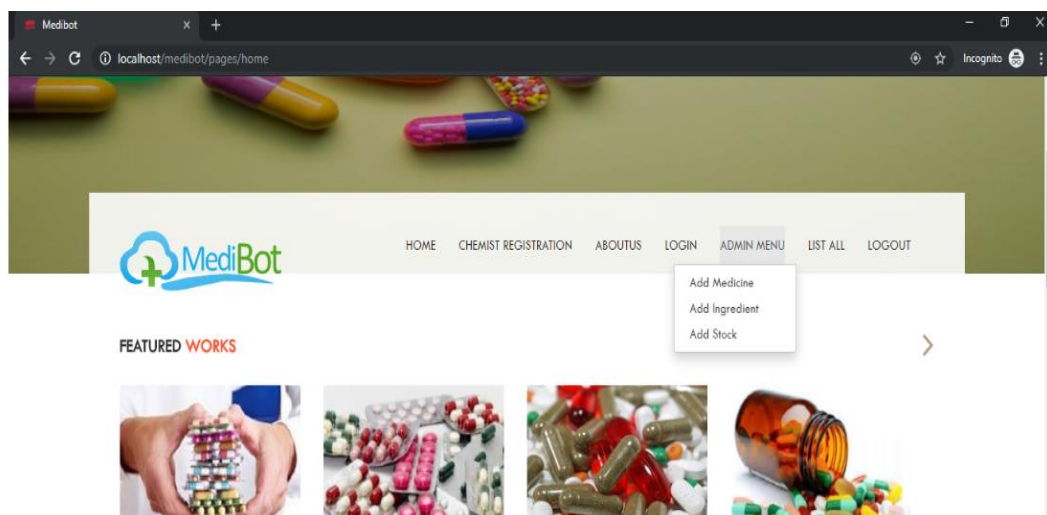 Medibot
localhost/medibot/pages/home
Incognito
MediBot
HOME CHEMIST REGISTRATION ABOUTUS LOGIN ADMIN MENU LIST ALL LOGOUT
Add Medicine
Add Ingredient
Add Stock
FEATURED WORKS